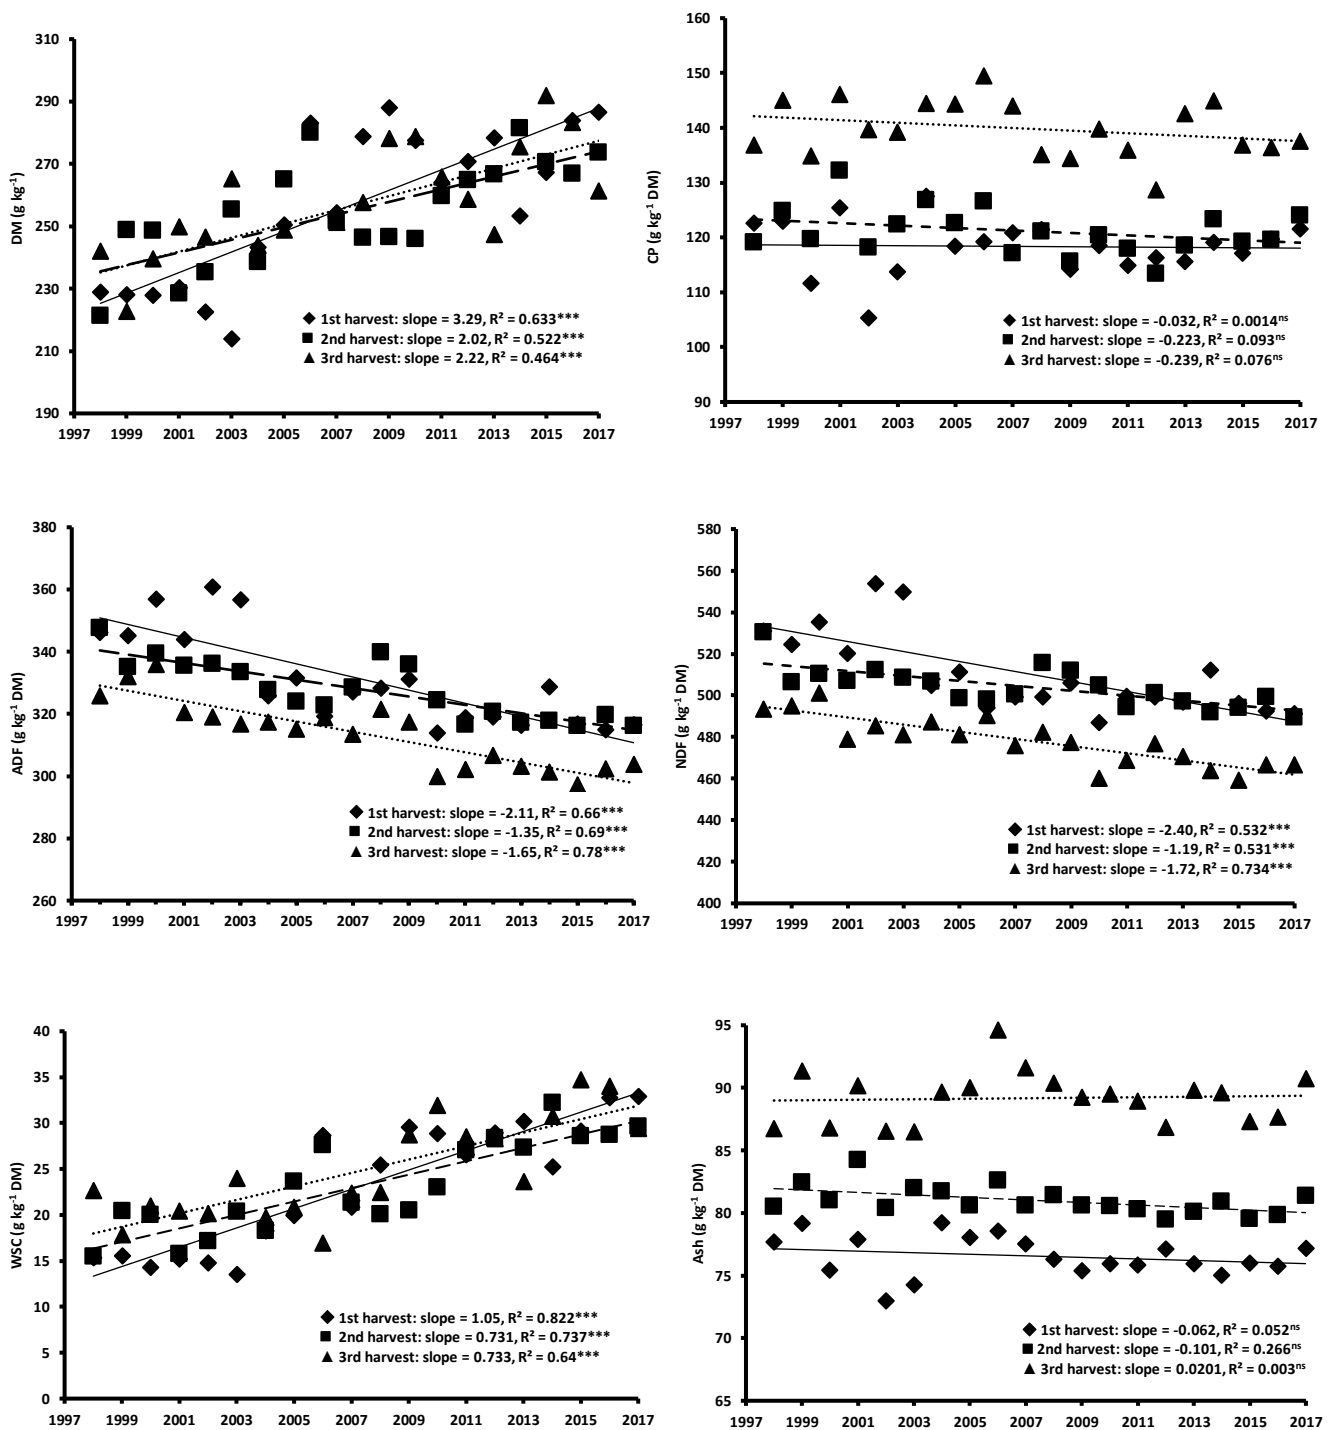 310
290
270
250
230
210
190
DM (g kg⁻¹)
1st harvest: slope = 3.29, R² = 0.633***
2nd harvest: slope = 2.02, R² = 0.522***
3rd harvest: slope = 2.22, R² = 0.464***
1997 1999 2001 2003 2005 2007 2009 2011 2013 2015 2017
160
150
140
130
120
110
100
90
CP (g kg⁻¹ DM)
1st harvest: slope = -0.032, R² = 0.0014ⁿˢ
2nd harvest: slope = -0.223, R² = 0.093ⁿˢ
3rd harvest: slope = -0.239, R² = 0.076ⁿˢ
1997 1999 2001 2003 2005 2007 2009 2011 2013 2015 2017
380
360
340
320
300
280
260
ADF (g kg⁻¹ DM)
1st harvest: slope = -2.11, R² = 0.66***
2nd harvest: slope = -1.35, R² = 0.69***
3rd harvest: slope = -1.65, R² = 0.78***
1997 1999 2001 2003 2005 2007 2009 2011 2013 2015 2017
580
560
540
520
500
480
460
440
420
400
NDF (g kg⁻¹ DM)
1st harvest: slope = -2.40, R² = 0.532***
2nd harvest: slope = -1.19, R² = 0.531***
3rd harvest: slope = -1.72, R² = 0.734***
1997 1999 2001 2003 2005 2007 2009 2011 2013 2015 2017
40
35
30
25
20
15
10
5
0
WSC (g kg⁻¹ DM)
1st harvest: slope = 1.05, R² = 0.822***
2nd harvest: slope = 0.731, R² = 0.737***
3rd harvest: slope = 0.733, R² = 0.64***
1997 1999 2001 2003 2005 2007 2009 2011 2013 2015 2017
95
90
85
80
75
70
65
Ash (g kg⁻¹ DM)
1st harvest: slope = -0.062, R² = 0.052ⁿˢ
2nd harvest: slope = -0.101, R² = 0.266ⁿˢ
3rd harvest: slope = 0.0201, R² = 0.003ⁿˢ
1997 1999 2001 2003 2005 2007 2009 2011 2013 2015 2017